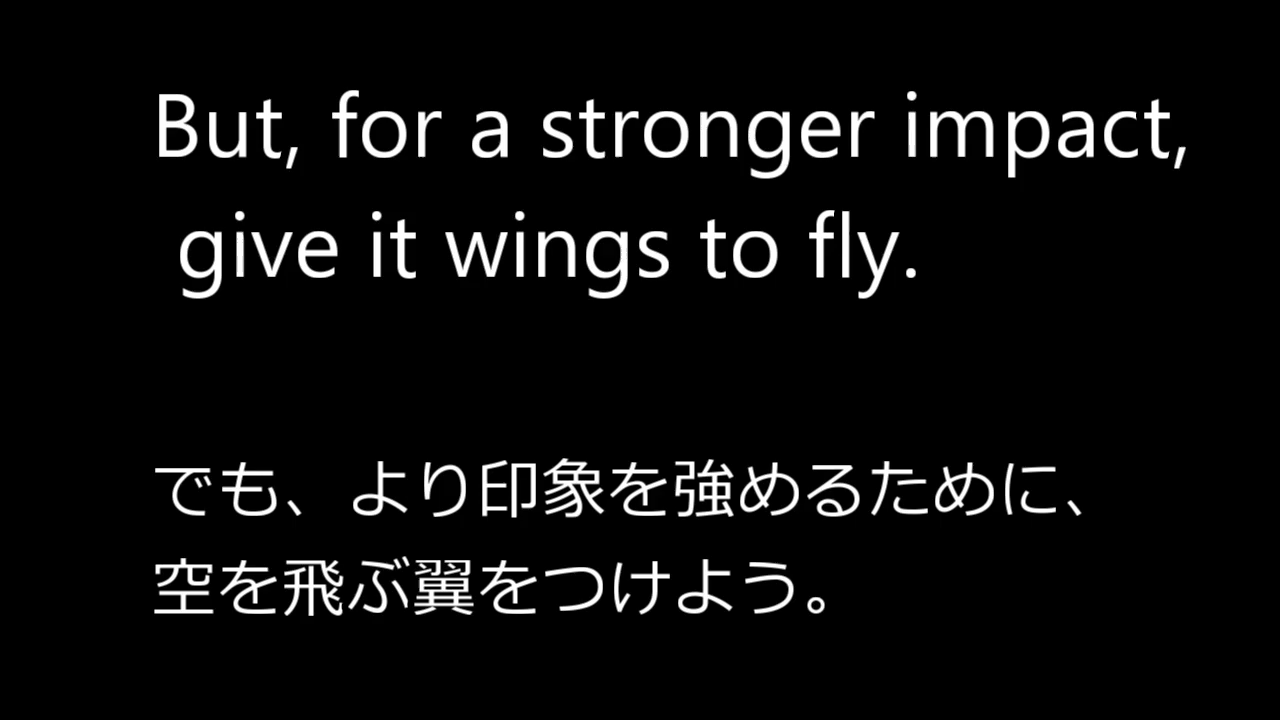 But, for a stronger impact,
give it wings to fly.
でも、より印象を強めるために、
空を飛ぶ翼をつけよう。